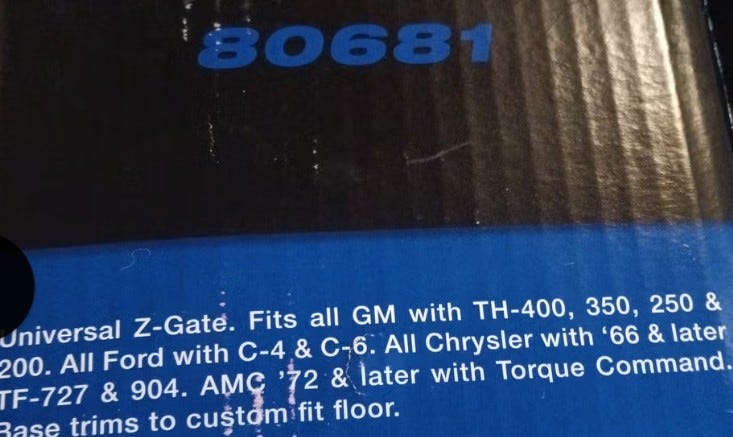 80681
Universal Z-Gate. Fits all GM with TH-400, 350, 250 &
200. All Ford with C-4 & C-6. All Chrysler with ‘66 & later
TF-727 & 904. AMC ’72 & later with Torque Command.
Base trims to custom fit floor.